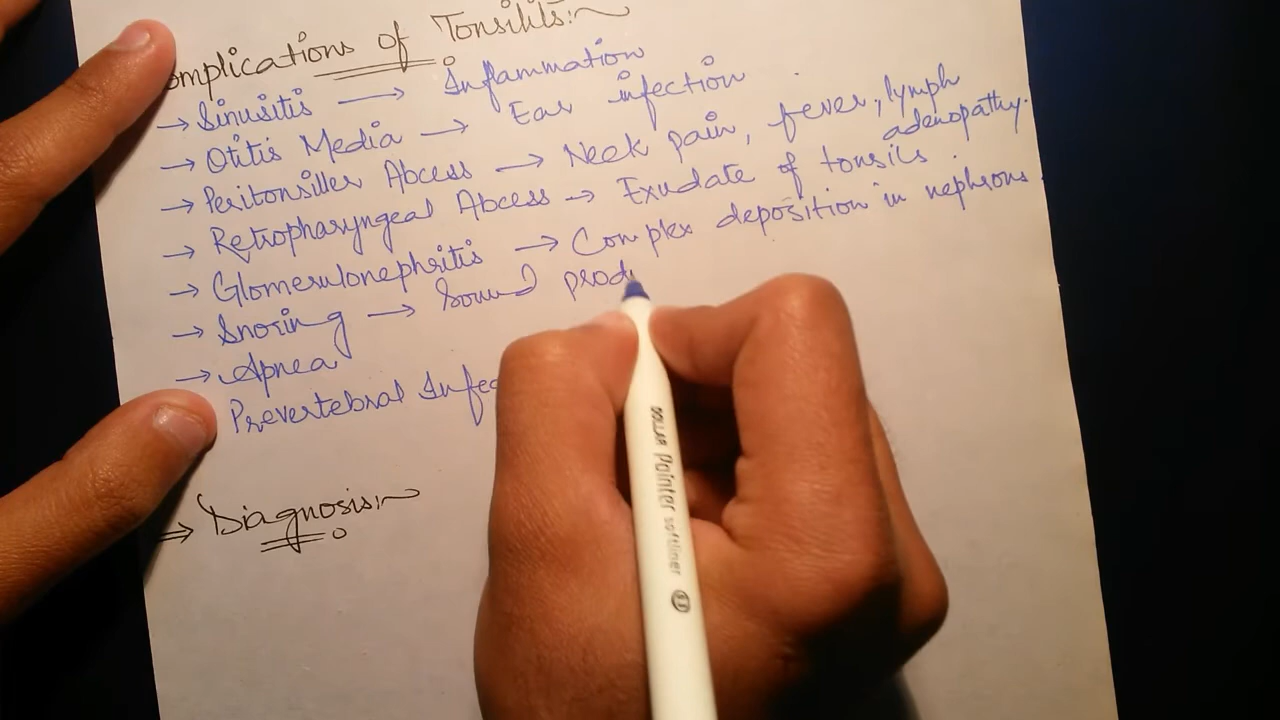 omplications of Tonsilits:~
→ Sinusitis → Inflammation
→ Otitis Media → Ear infection
→ Peritonsiller Abcess → Neck pain, fever, lymph adenopathy.
→ Retropharyngeal Abcess → Exudate of tonsils
→ Glomerulonephritis → Complex deposition in nephrons
→ Snoring → Sound prod
→ Apnea
Prevertebral Infec
⇒ Diagnosis:~
DOLLAR Pointer softliner